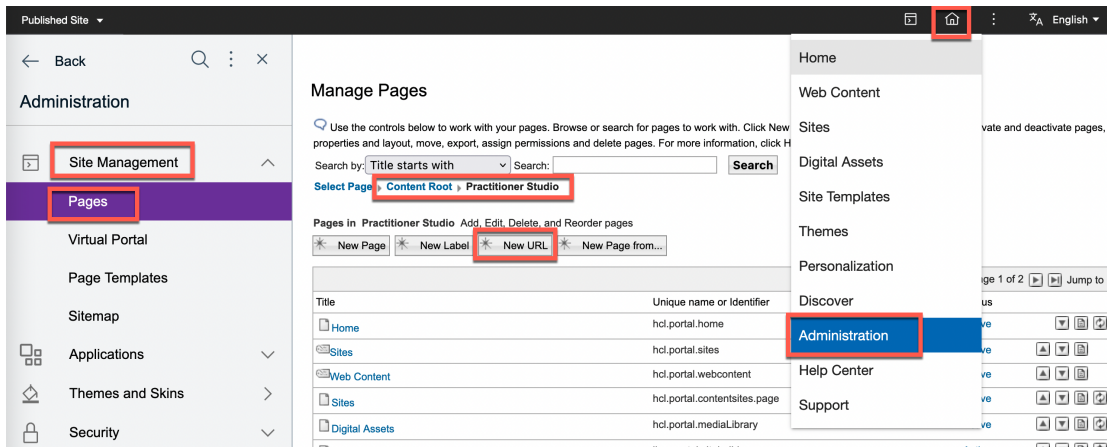 Published Site
English
Back
Administration
Site Management
Pages
Virtual Portal
Page Templates
Sitemap
Applications
Themes and Skins
Security
Manage Pages
Use the controls below to work with your pages. Browse or search for pages to work with. Click New
vate and deactivate pages,
properties and layout, move, export, assign permissions and delete pages. For more information, click H
Search by: Title starts with Search: Search
Select Page Content Root Practitioner Studio
Pages in Practitioner Studio Add, Edit, Delete, and Reorder pages
New Page New Label New URL New Page from...
ge 1 of 2 Jump to
Title Unique name or Identifier us
Home hcl.portal.home ve
Sites hcl.portal.sites ve
Web Content hcl.portal.webcontent ve
Sites hcl.portal.contentsites.page ve
Digital Assets hcl.portal.mediaLibrary ve
Home
Web Content
Sites
Digital Assets
Site Templates
Themes
Personalization
Discover
Administration
Help Center
Support